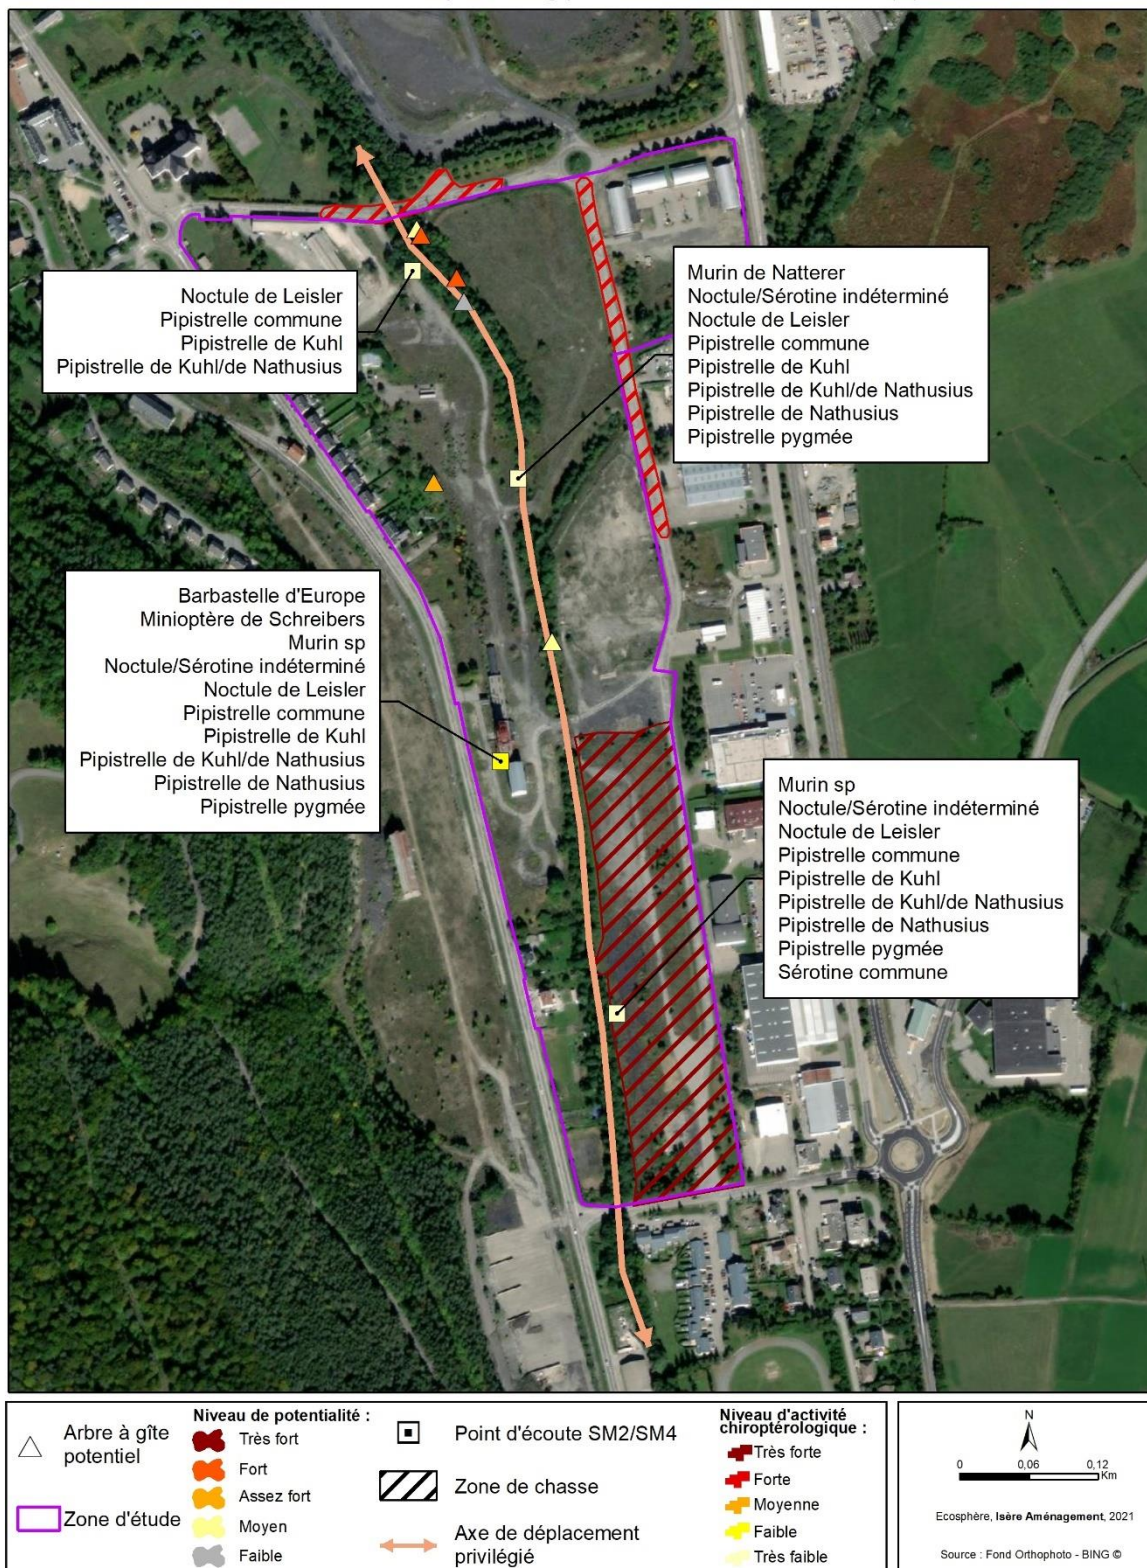 Noctule de Leisler
Pipistrelle commune
Pipistrelle de Kuhl
Pipistrelle de Kuhl/de Nathusius
Murin de Natterer
Noctule/Sérotine indéterminé
Noctule de Leisler
Pipistrelle commune
Pipistrelle de Kuhl
Pipistrelle de Kuhl/de Nathusius
Pipistrelle de Nathusius
Pipistrelle pygmée
Barbastelle d'Europe
Minioptère de Schreibers
Murin sp
Noctule/Sérotine indéterminé
Noctule de Leisler
Pipistrelle commune
Pipistrelle de Kuhl
Pipistrelle de Kuhl/de Nathusius
Pipistrelle de Nathusius
Pipistrelle pygmée
Murin sp
Noctule/Sérotine indéterminé
Noctule de Leisler
Pipistrelle commune
Pipistrelle de Kuhl
Pipistrelle de Kuhl/de Nathusius
Pipistrelle de Nathusius
Pipistrelle pygmée
Sérotine commune
Arbre à gîte
potentiel
Zone d'étude
Niveau de potentialité :
Très fort
Fort
Assez fort
Moyen
Faible
Point d'écoute SM2/SM4
Zone de chasse
Axe de déplacement
privilégié
Niveau d'activité
chiroptérologique :
Très forte
Forte
Moyenne
Faible
Très faible
N
0 0,06 0,12
Km
Ecosphère, Isère Aménagement, 2021
Source : Fond Orthophoto - BING ©